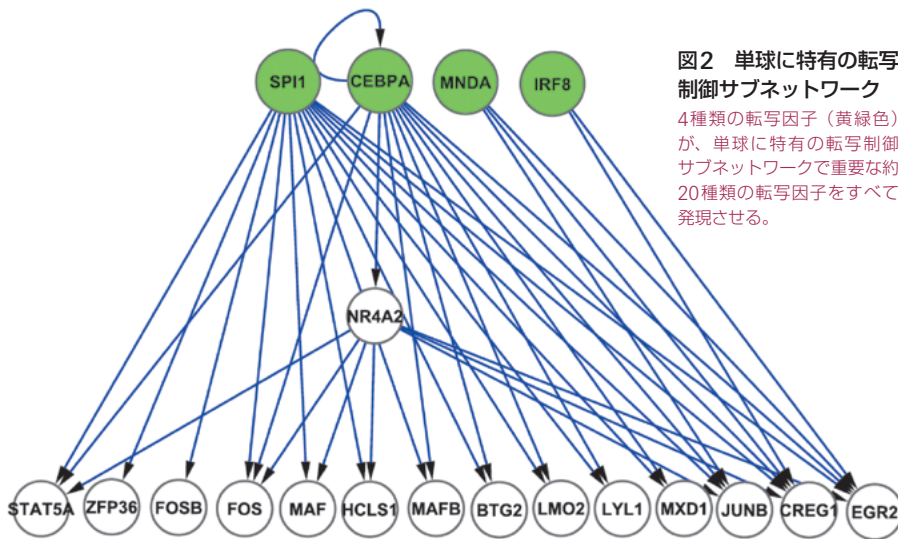 SPI1
CEBPA
MNDA
IRF8
図2 単球に特有の転写
制御サブネットワーク
4種類の転写因子（黄緑色）
が、単球に特有の転写制御
サブネットワークで重要な約
20種類の転写因子をすべて
発現させる。
NR4A2
STAT5A
ZFP36
FOSB
FOS
MAF
HCLS1
MAFB
BTG2
LMO2
LYL1
MXD1
JUNB
CREG1
EGR2